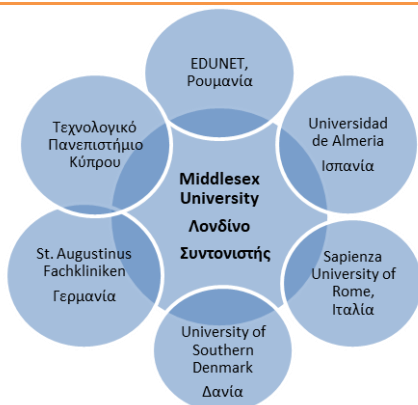 EDUNET,
Ρουμανία
Τεχνολογικό
Πανεπιστήμιο
Κύπρου
Universidad
de Almeria
Ισπανία
Middlesex
University
Λονδίνο
Συντονιστής
St. Augustinus
Fachkliniken
Γερμανία
Sapienza
University of
Rome,
Ιταλία
University of
Southern
Denmark
Δανία